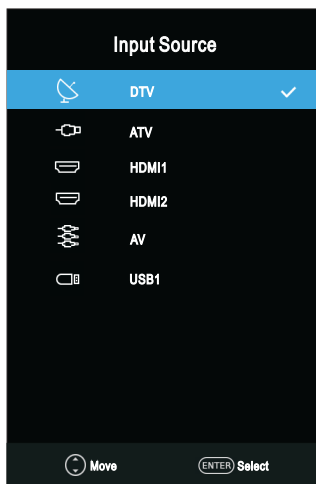 Input Source
DTV
ATV
HDMI1
HDMI2
AV
USB1
Move ENTER Select